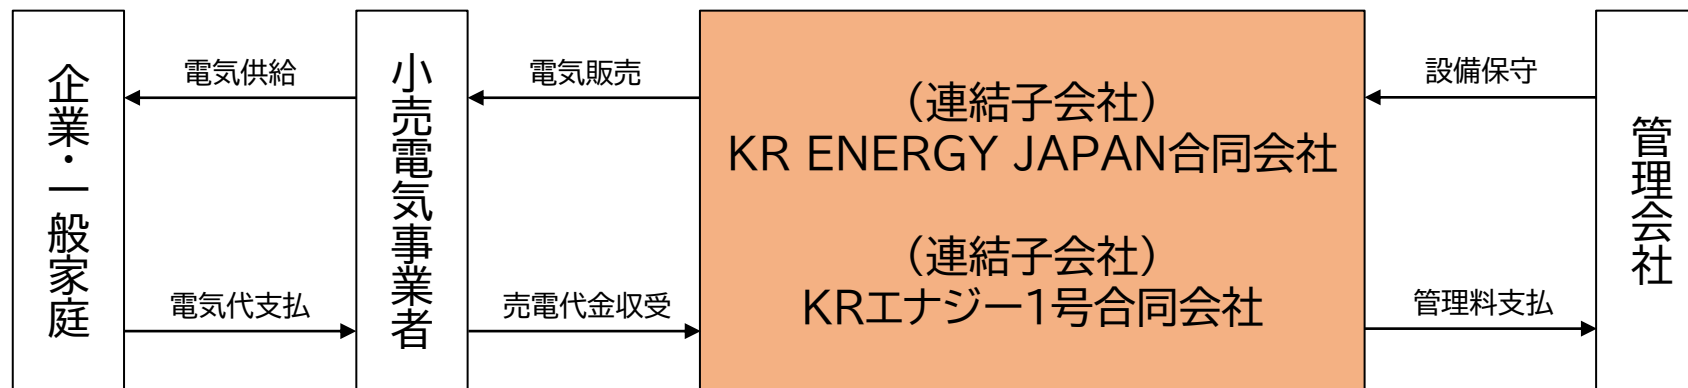 企業・一般家庭
電気供給
電気代支払
小売電気事業者
電気販売
売電代金収受
（連結子会社）
KR ENERGY JAPAN合同会社
（連結子会社）
KRエナジー1号合同会社
設備保守
管理料支払
管理会社